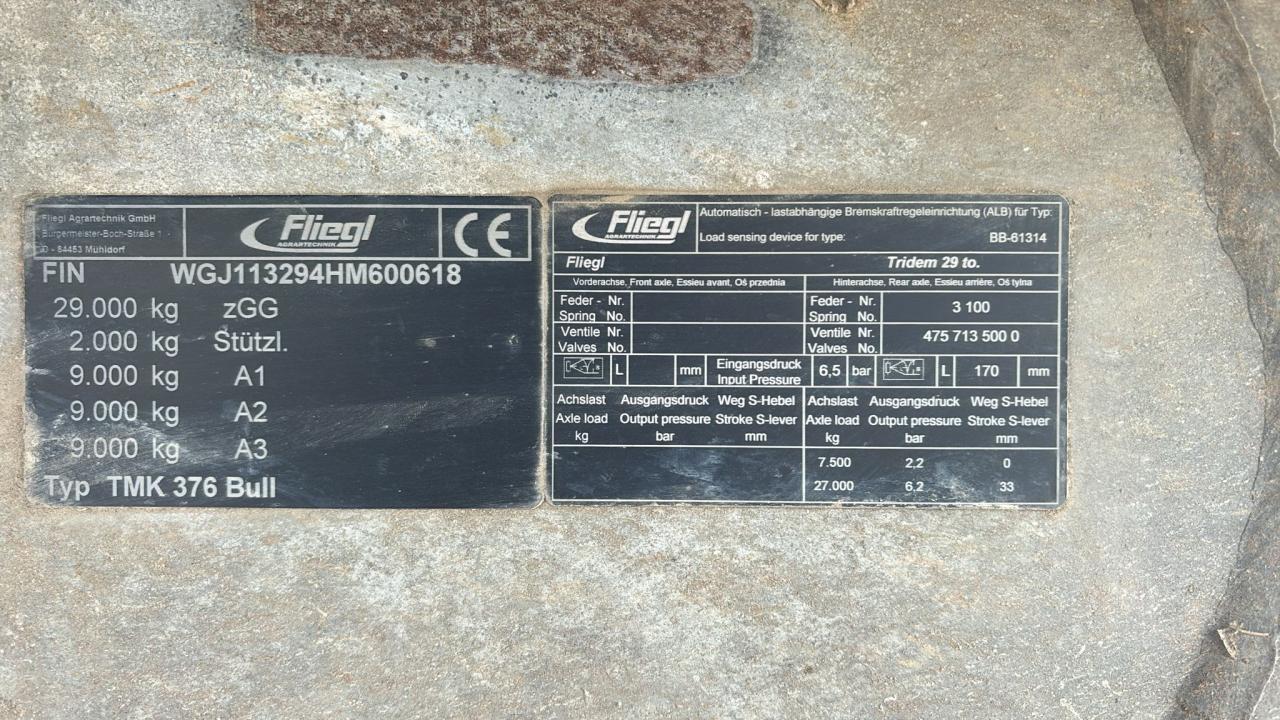 Fliegl Agrartechnik GmbH
Bürgermeister-Boch-Straße 1
D - 84453 Mühldorf
Fliegl
AGRARTECHNIK
CE
FIN WGJ113294HM600618
29.000 kg zGG
2.000 kg Stützl.
9.000 kg A1
9.000 kg A2
9.000 kg A3
Typ TMK 376 Bull
Fliegl
AGRARTECHNIK
Automatisch - lastabhängige Bremskraftregeleinrichtung (ALB) für Typ:
Load sensing device for type: BB-61314
Fliegl Tridem 29 to.
Vorderachse, Front axle, Essieu avant, Oś przednia Hinterachse, Rear axle, Essieu arrière, Oś tylna
Feder - Nr. Feder - Nr. 3 100
Spring No. Spring No.
Ventile Nr. Ventile Nr. 475 713 500 0
Valves No. Valves No.
L mm Eingangsdruck 6,5 bar L 170 mm
Input Pressure
Achslast Ausgangsdruck Weg S-Hebel Achslast Ausgangsdruck Weg S-Hebel
Axle load Output pressure Stroke S-lever Axle load Output pressure Stroke S-lever
kg bar mm kg bar mm
7.500 2,2 0
27.000 6,2 33